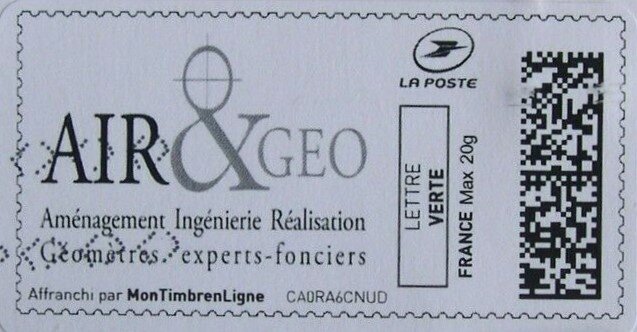 AIR&GEO
Aménagement Ingénierie Réalisation
Géomètres experts-fonciers
Affranchi par MonTimbrenLigne CA0RA6CNUD
LA POSTE
LETTRE
VERTE
FRANCE Max 20g